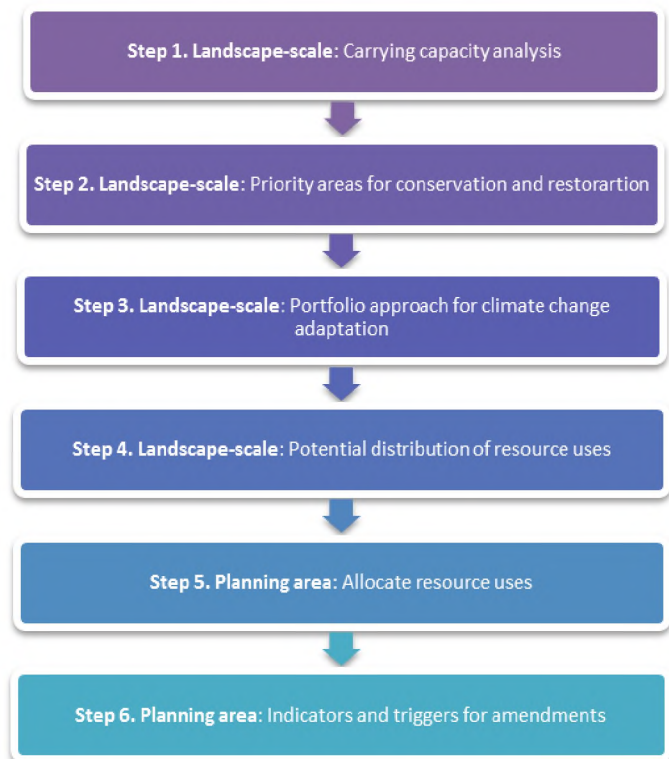 Step 1. Landscape-scale: Carrying capacity analysis
Step 2. Landscape-scale: Priority areas for conservation and restorartion
Step 3. Landscape-scale: Portfolio approach for climate change
adaptation
Step 4. Landscape-scale: Potential distribution of resource uses
Step 5. Planning area: Allocate resource uses
Step 6. Planning area: Indicators and triggers for amendments